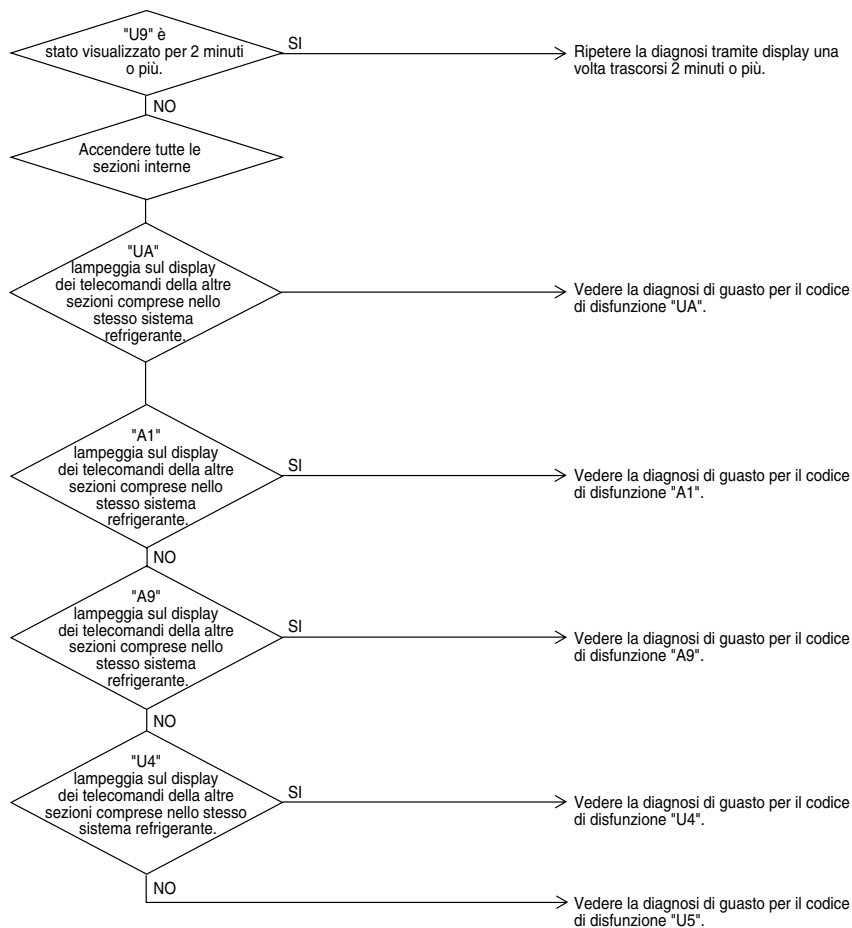 "U9" è
stato visualizzato per 2 minuti
o più.
SI
Ripetere la diagnosi tramite display una
volta trascorsi 2 minuti o più.
NO
Accendere tutte le
sezioni interne
"UA"
lampeggia sul display
dei telecomandi della altre
sezioni comprese nello
stesso sistema
refrigerante.
Vedere la diagnosi di guasto per il codice
di disfunzione "UA".
"A1"
lampeggia sul display
dei telecomandi della altre
sezioni comprese nello
stesso sistema
refrigerante.
SI
Vedere la diagnosi di guasto per il codice
di disfunzione "A1".
NO
"A9"
lampeggia sul display
dei telecomandi della altre
sezioni comprese nello
stesso sistema
refrigerante.
SI
Vedere la diagnosi di guasto per il codice
di disfunzione "A9".
NO
"U4"
lampeggia sul display
dei telecomandi della altre
sezioni comprese nello stesso
sistema refrigerante.
SI
Vedere la diagnosi di guasto per il codice
di disfunzione "U4".
NO
Vedere la diagnosi di guasto per il codice
di disfunzione "U5".